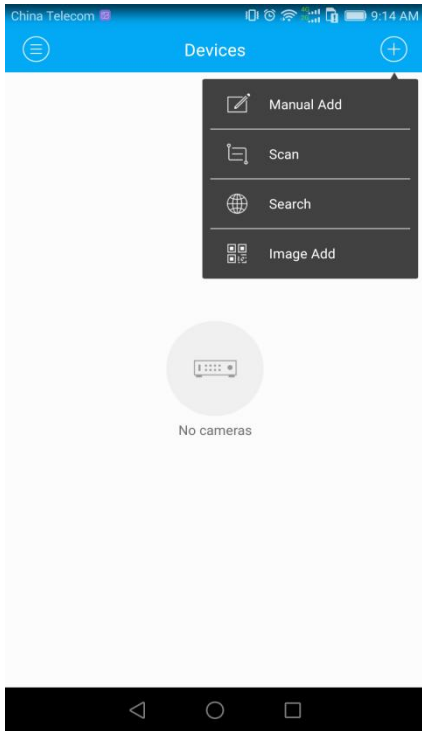 China Telecom 9:14 AM
Devices
Manual Add
Scan
Search
Image Add
No cameras